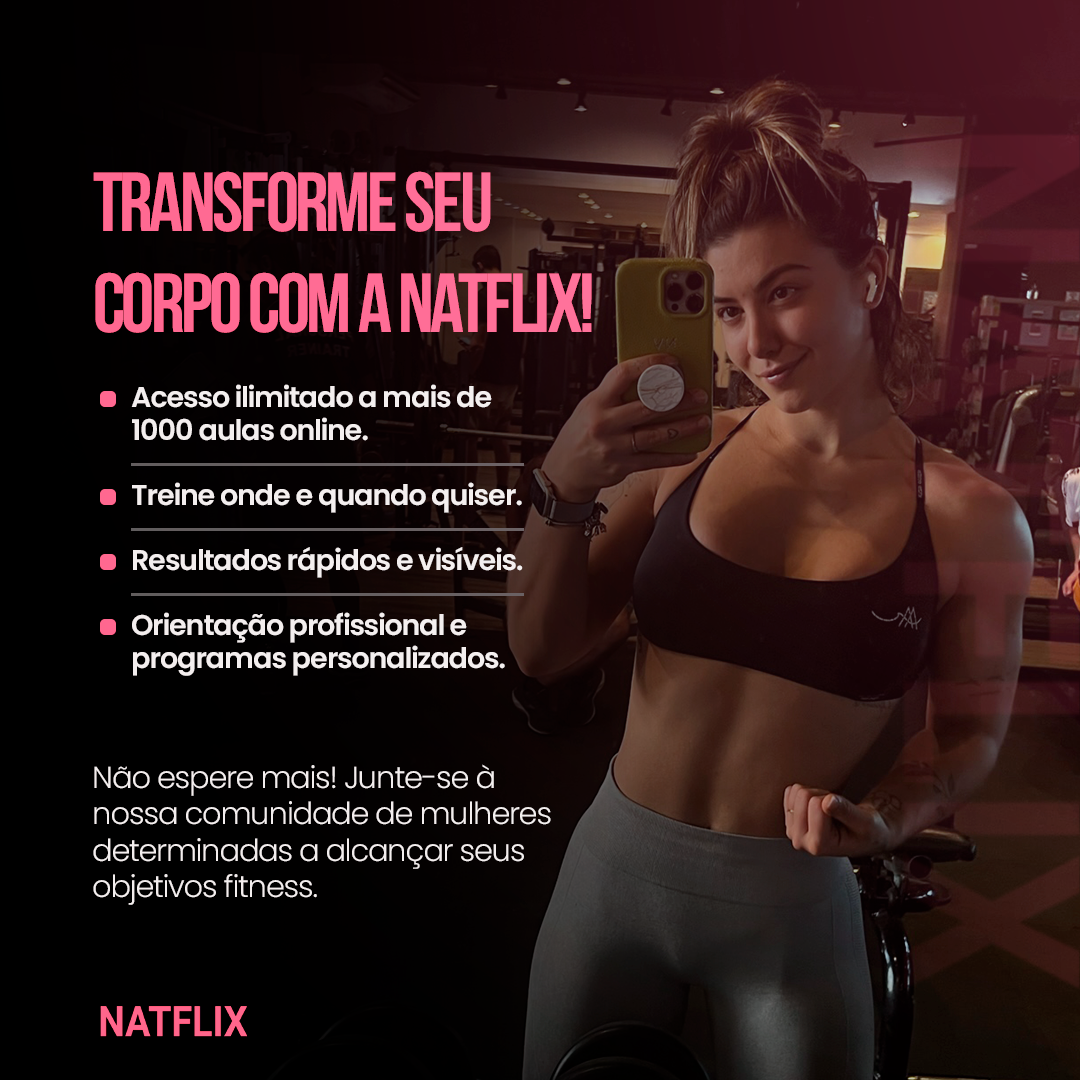 TRANSFORME SEU
CORPO COM A NATFLIX!
Acesso ilimitado a mais de
1000 aulas online.
Treine onde e quando quiser.
Resultados rápidos e visíveis.
Orientação profissional e
programas personalizados.
Não espere mais! Junte-se à
nossa comunidade de mulheres
determinadas a alcançar seus
objetivos fitness.
NATFLIX